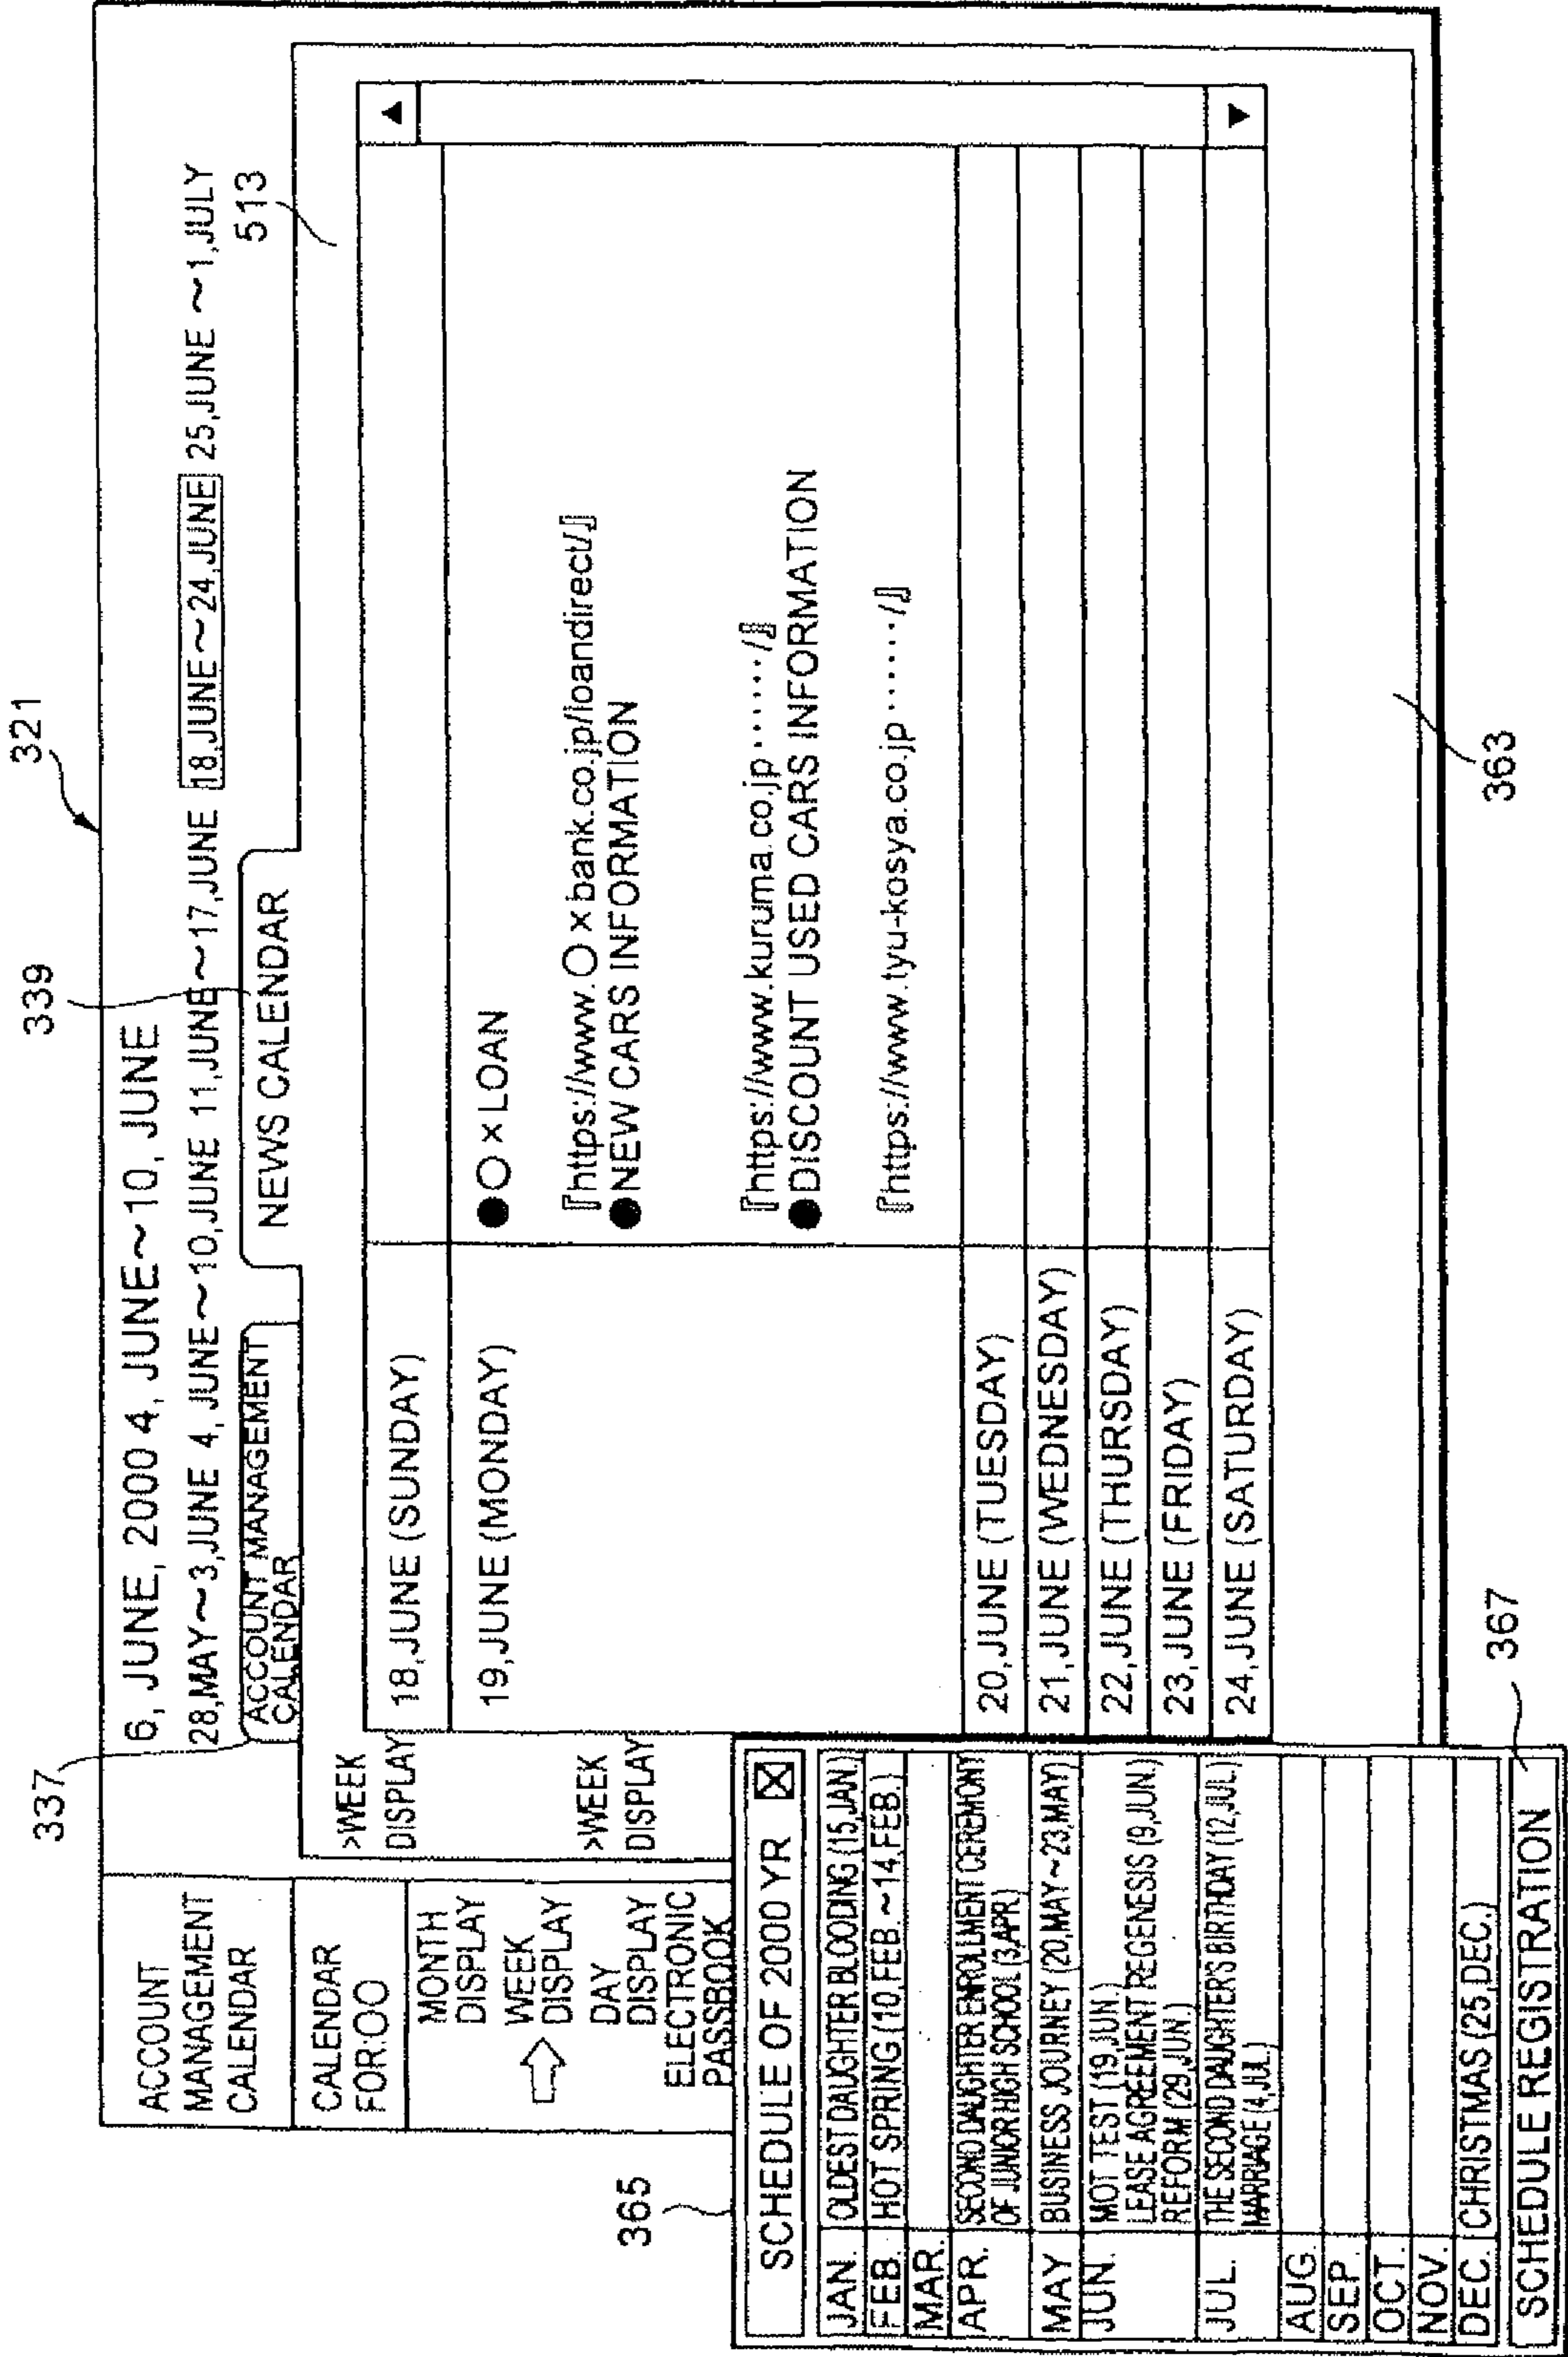 321
339
337
513
6, JUNE, 2000 4, JUNE~10, JUNE
28,MAY~3,JUNE 4, JUNE~10,JUNE 11,JUNE~17,JUNE 18,JUNE~24,JUNE 25,JUNE ~1,JULY
ACCOUNT MANAGEMENT
CALENDAR
NEWS CALENDAR
ACCOUNT
MANAGEMENT
CALENDAR
CALENDAR
FOR:OO
MONTH
DISPLAY
WEEK
DISPLAY
DAY
DISPLAY
ELECTRONIC
PASSBOOK
>WEEK
DISPLAY
>WEEK
DISPLAY
18,JUNE (SUNDAY)
19,JUNE (MONDAY)
●○×LOAN
『https://www.○×bank.co.jp/loandirect/』
●NEW CARS INFORMATION
『https://www.kuruma.co.jp······/』
●DISCOUNT USED CARS INFORMATION
『https://www.tyu-kosya.co.jp······/』
20,JUNE (TUESDAY)
21,JUNE (WEDNESDAY)
22,JUNE (THURSDAY)
23,JUNE (FRIDAY)
24,JUNE (SATURDAY)
▲
▼
363
365
SCHEDULE OF 2000 YR
JAN. OLDEST DAUGHTER BLOODING (15,JAN.)
FEB. HOT SPRING (10,FEB.~14,FEB.)
MAR.
APR. SECOND DAUGHTER ENROLLMENT CEREMONT
OF JUNIOR HIGH SCHOOL (3,APR.)
MAY BUSINESS JOURNEY (20,MAY~23,MAY)
JUN. MOT TEST (19,JUN.)
LEASE AGREEMENT REGENESIS (9,JUN.)
REFORM (29,JUN.)
JUL. THE SECOND DAUGHTERS BIRTHDAY (12,JUL.)
MARRIAGE (4,JUL.)
AUG.
SEP.
OCT.
NOV.
DEC. CHRISTMAS (25,DEC.)
SCHEDULE REGISTRATION
367